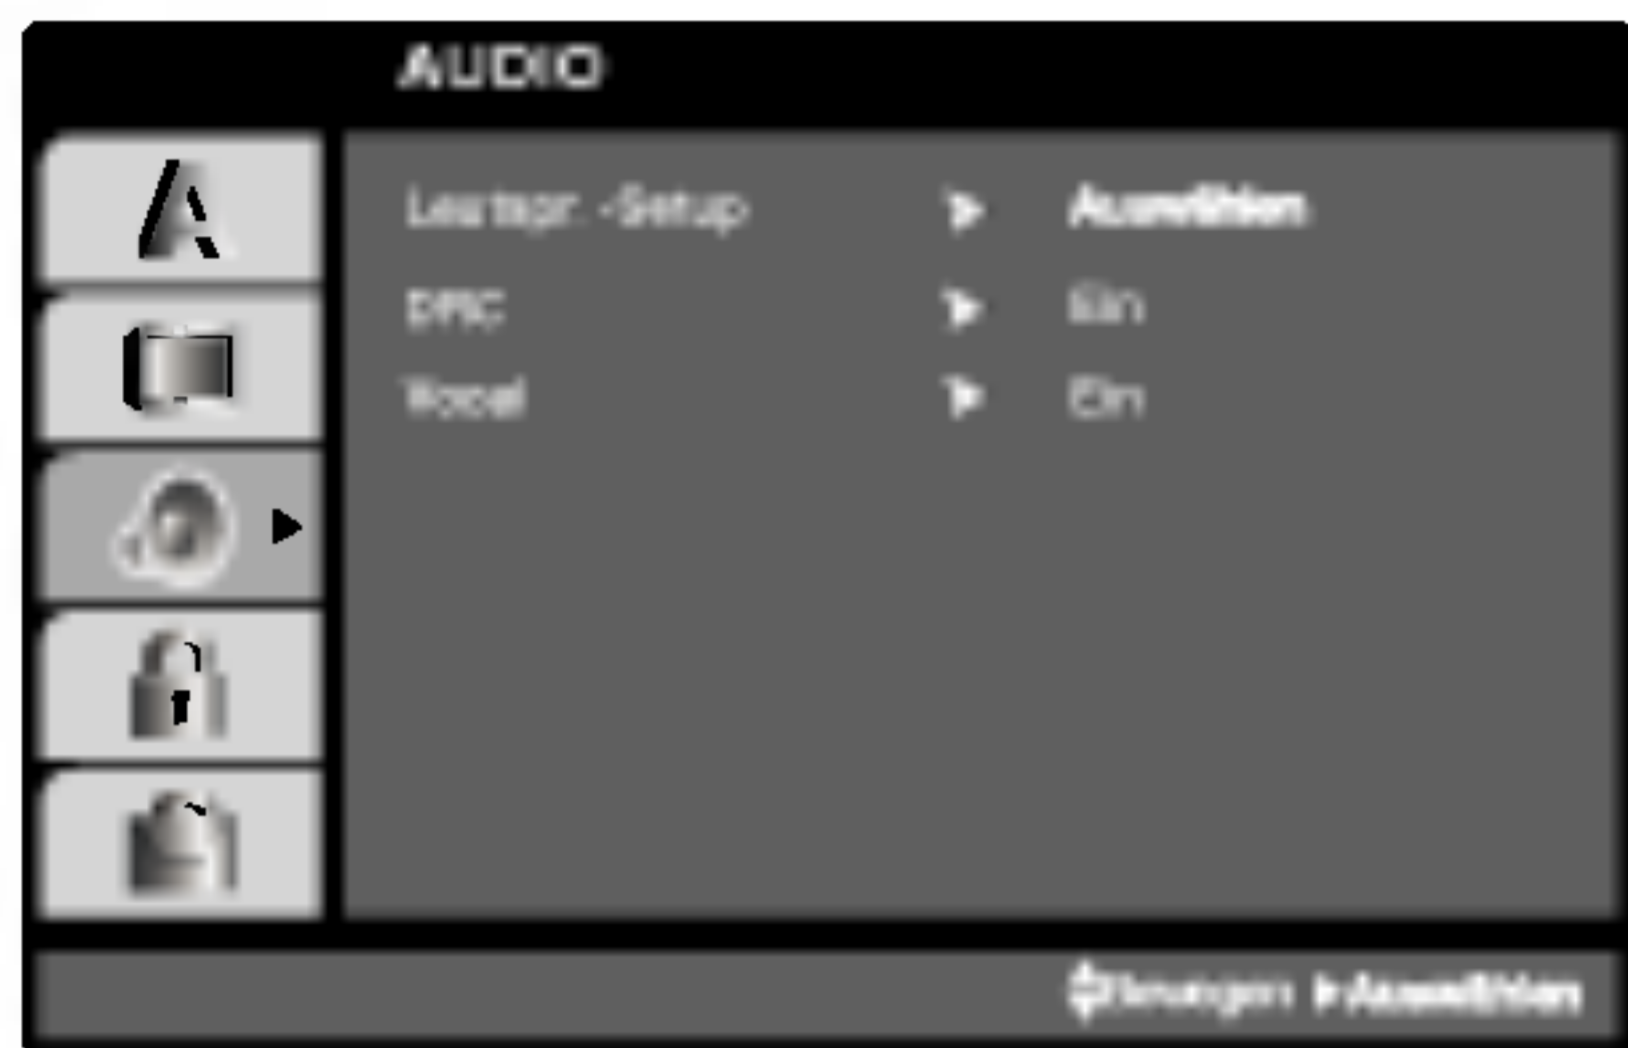 AUDIO
Lautspr. -Setup ► Auswählen
DRC ► Ein
Vocal ► Ein
Bewegen ►Auswählen